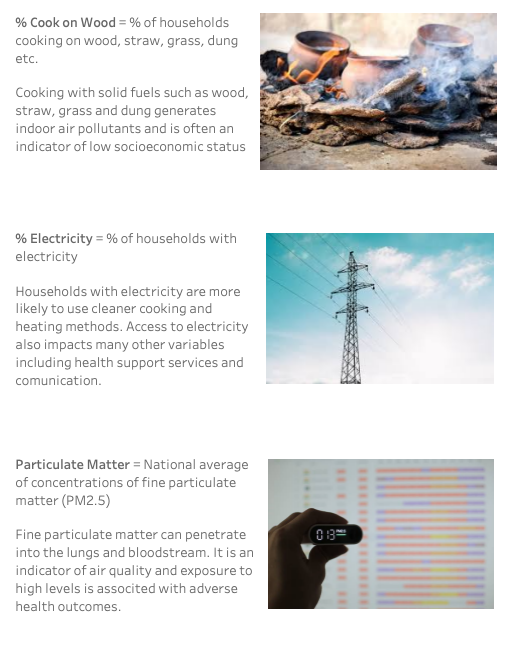 % Cook on Wood = % of households
cooking on wood, straw, grass, dung
etc.
Cooking with solid fuels such as wood,
straw, grass and dung generates
indoor air pollutants and is often an
indicator of low socioeconomic status
% Electricity = % of households with
electricity
Households with electricity are more
likely to use cleaner cooking and
heating methods. Access to electricity
also impacts many other variables
including health support services and
comunication.
Particulate Matter = National average
of concentrations of fine particulate
matter (PM2.5)
013
Fine particulate matter can penetrate
into the lungs and bloodstream. It is an
indicator of air quality and exposure to
high levels is associted with adverse
health outcomes.